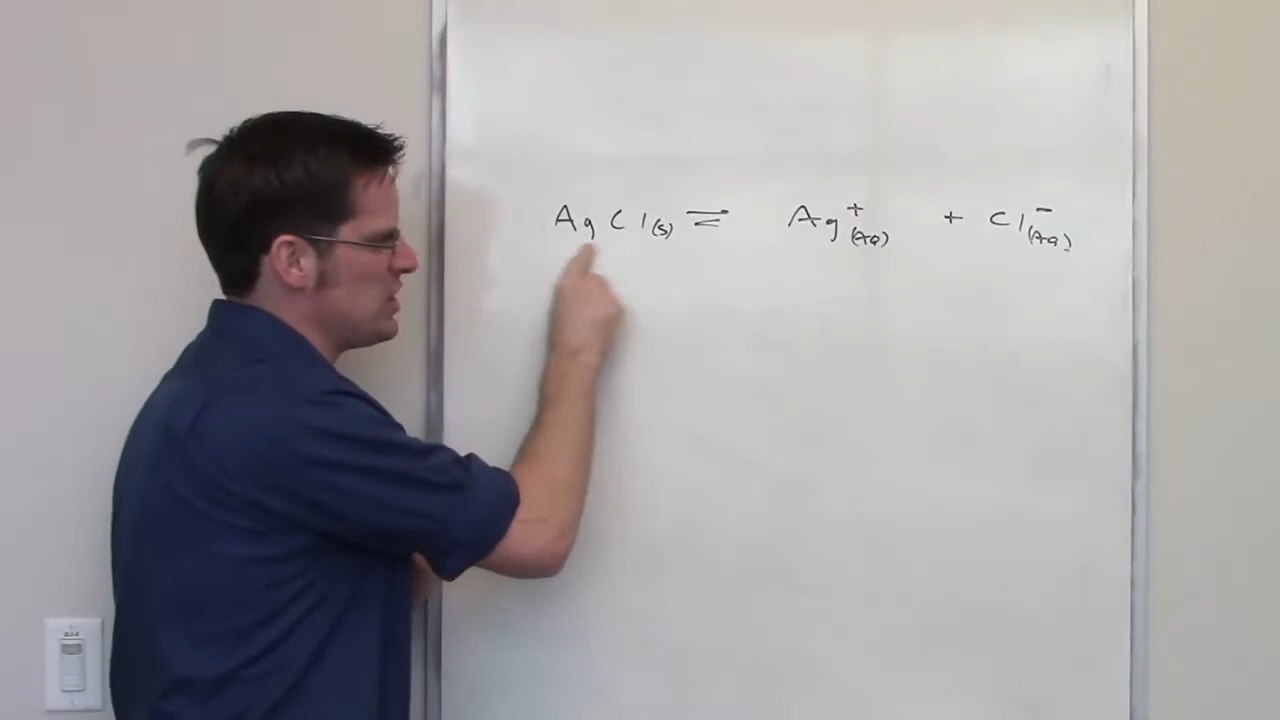 AgCl(s) ⇌ Ag⁺(Aq) + Cl⁻(Aq)